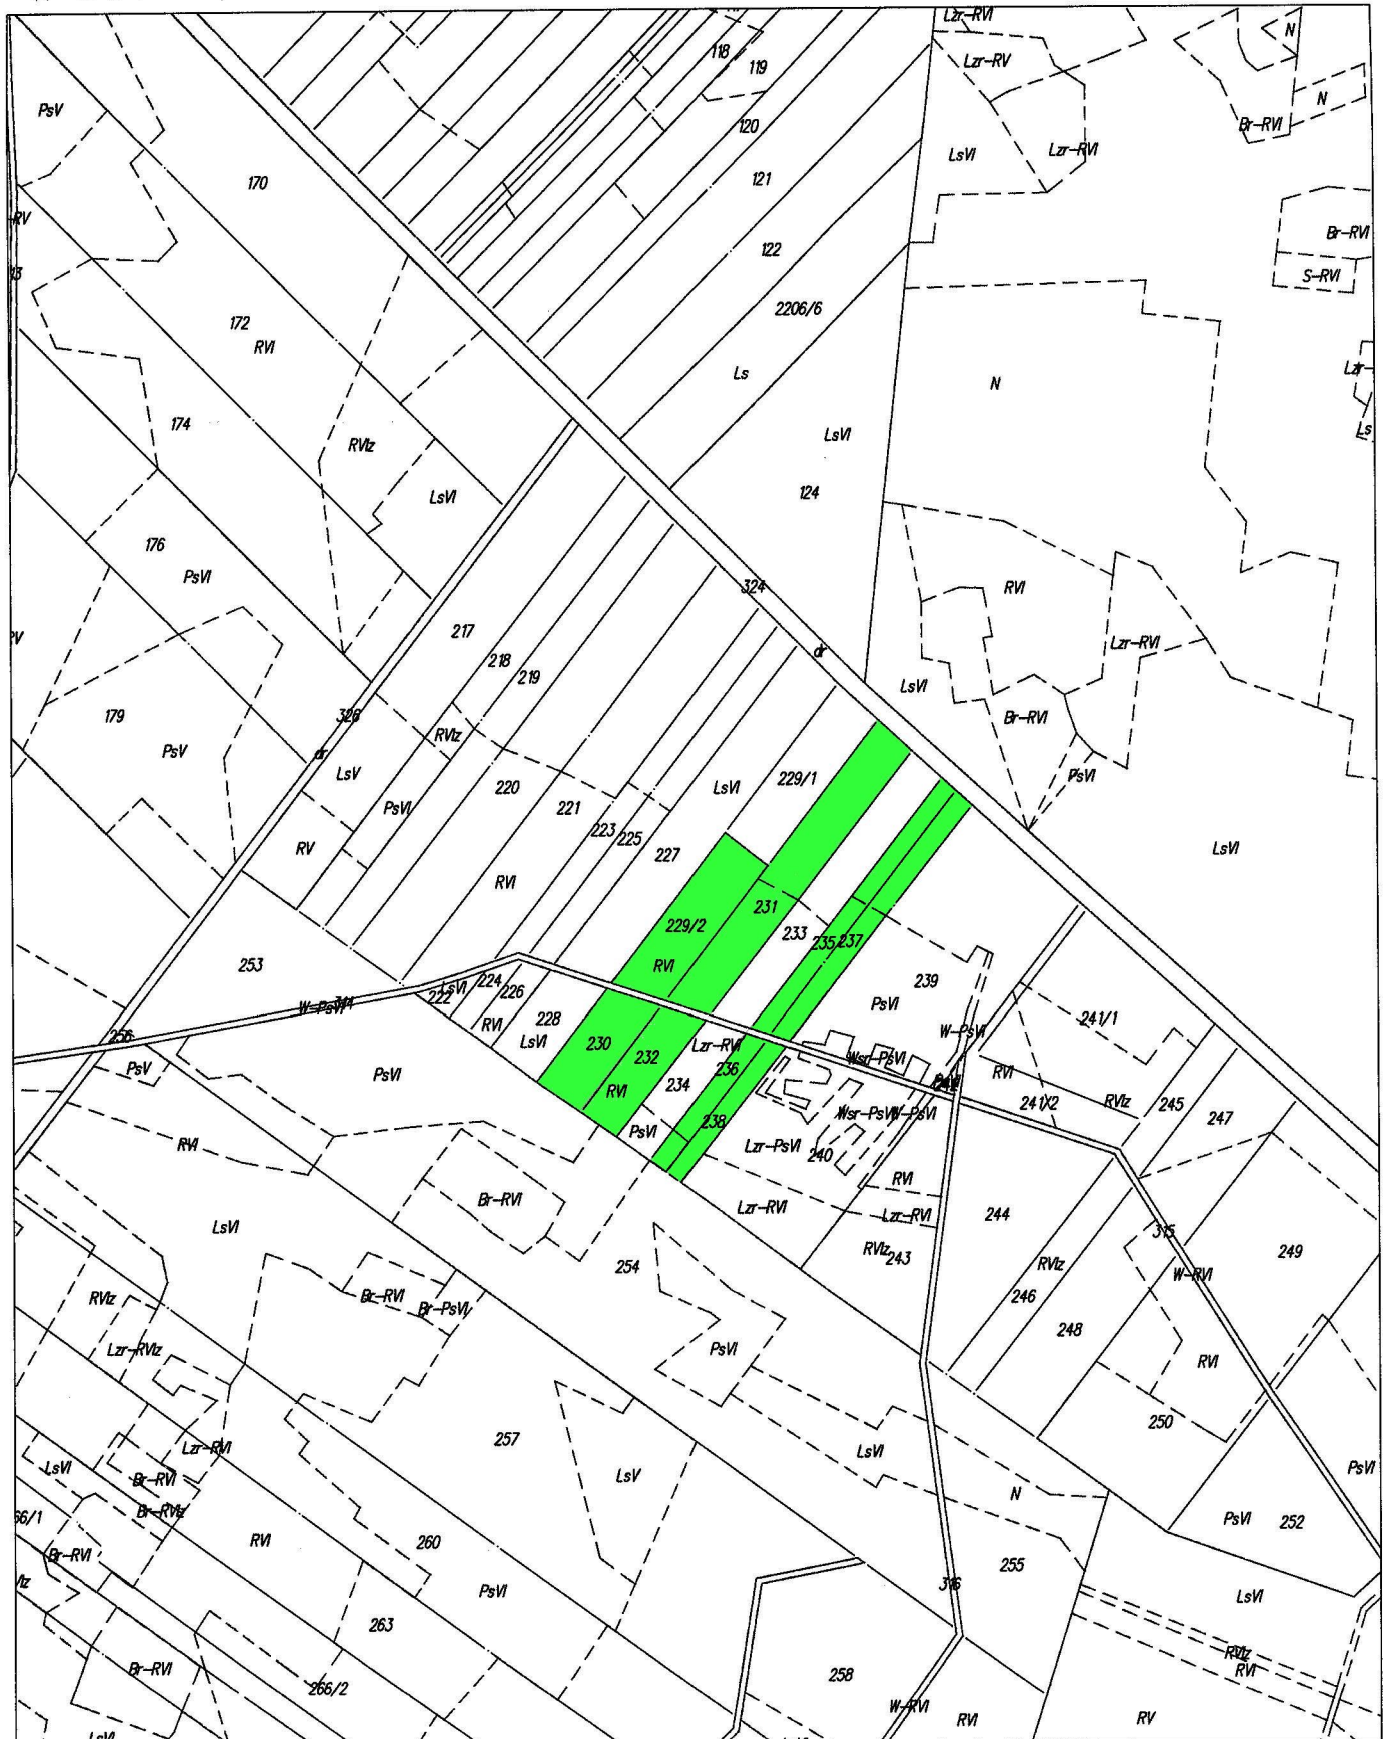 Lzr-RVI
N
118
Lzr-RV
119
N
PsV
120
Br-RVI
LsVI
Lzr-RVI
170
121
RV
Br-RVI
122
S-RVI
2206/6
172
RVI
Ls
N
174
LsVI
RVIz
LsVI
124
176
PsVI
324
RVI
217
dr
Lzr-RVI
218
219
LsVI
179
326
Br-RVI
RVIz
PsV
dr
LsV
229/1
PsVI
220
LsVI
PsVI
221
223
225
RV
227
LsVI
RVI
231
229/2
233
235
237
253
RVI
239
224
LsVI
222
226
PsVI
W-PsVI
241/1
228
RVI
W-PsVI
256
LsVI
230
232
Lzr-RVI
Wsr-PsVI
PsV
PsVI
236
234
RVI
241/2
RVIz
245
247
RVI
238
Wsr-PsVI
W-PsVI
RVI
PsVI
Lzr-PsVI
240
RVI
Br-RVI
Lzr-RVI
Lzr-RVI
244
LsVI
315
249
RVIz
243
RVIz
254
W-RVI
246
RVIz
Br-RVI
Br-PsVI
248
Lzr-RVIz
PsVI
RVI
250
257
Lzr-RVI
LsVI
PsVI
LsVI
Br-RVI
LsV
N
Br-RVIz
66/1
PsVI
252
RVI
260
Br-RVI
255
PsVI
316
LsVI
263
RVIz
Br-RVI
RVI
266/2
258
W-RVI
RVI
RV